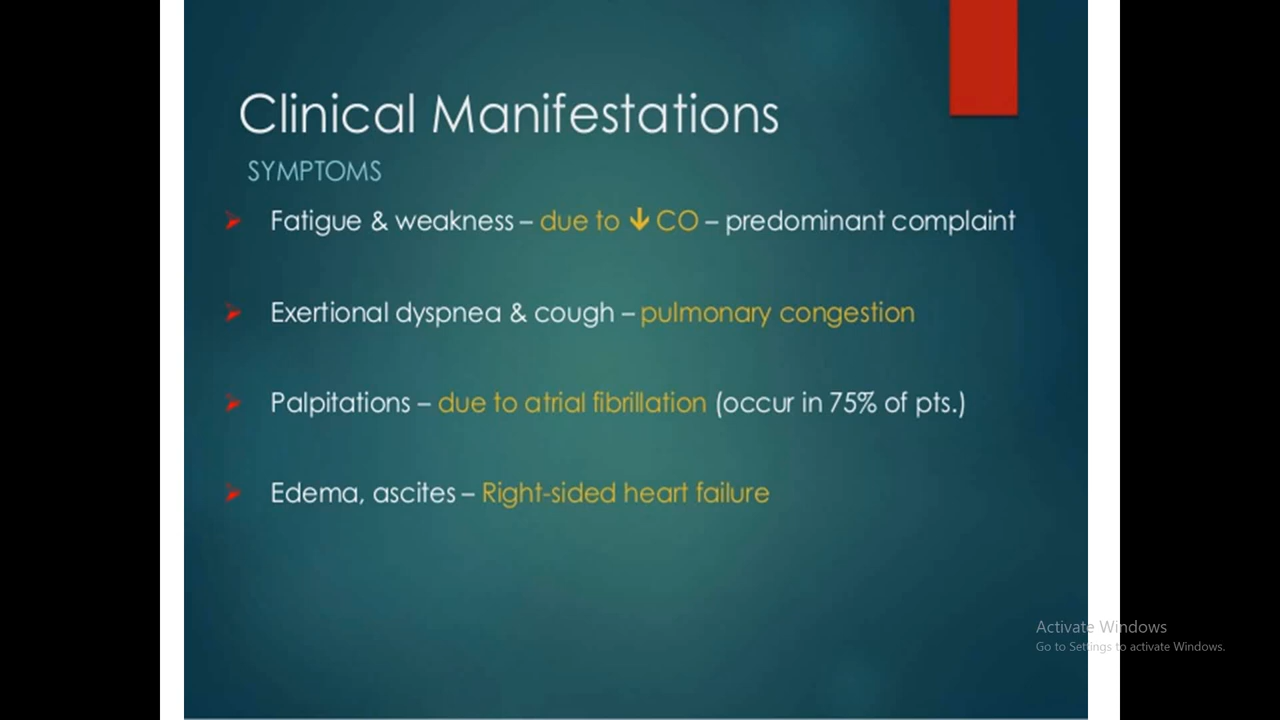 Clinical Manifestations
SYMPTOMS
Fatigue & weakness – due to ↓ CO – predominant complaint
Exertional dyspnea & cough – pulmonary congestion
Palpitations – due to atrial fibrillation (occur in 75% of pts.)
Edema, ascites – Right-sided heart failure
Activate Windows
Go to Settings to activate Windows.